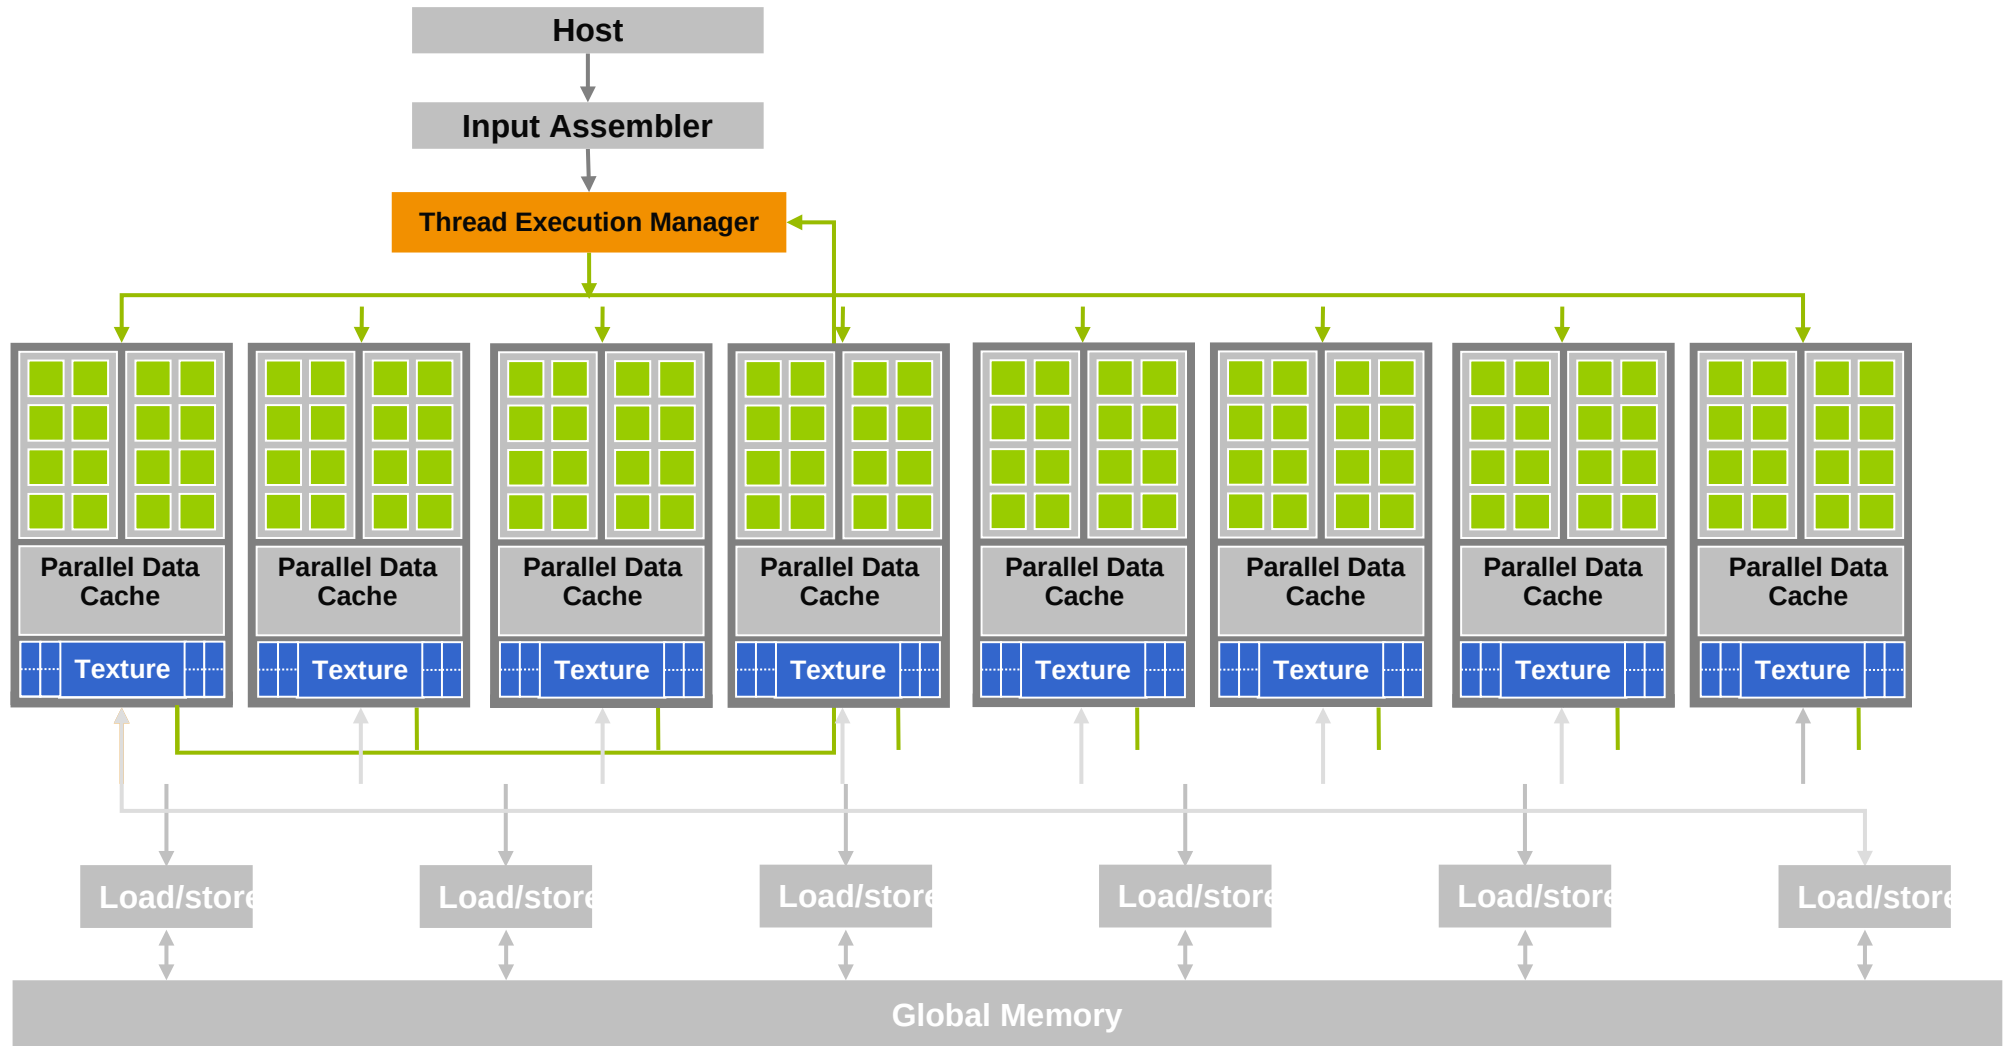 Host
Input Assembler
Thread Execution Manager
Parallel Data
Cache
Parallel Data
Cache
Parallel Data
Cache
Parallel Data
Cache
Parallel Data
Cache
Parallel Data
Cache
Parallel Data
Cache
Parallel Data
Cache
Texture
Texture
Texture
Texture
Texture
Texture
Texture
Texture
Load/store
Load/store
Load/store
Load/store
Load/store
Load/store
Global Memory